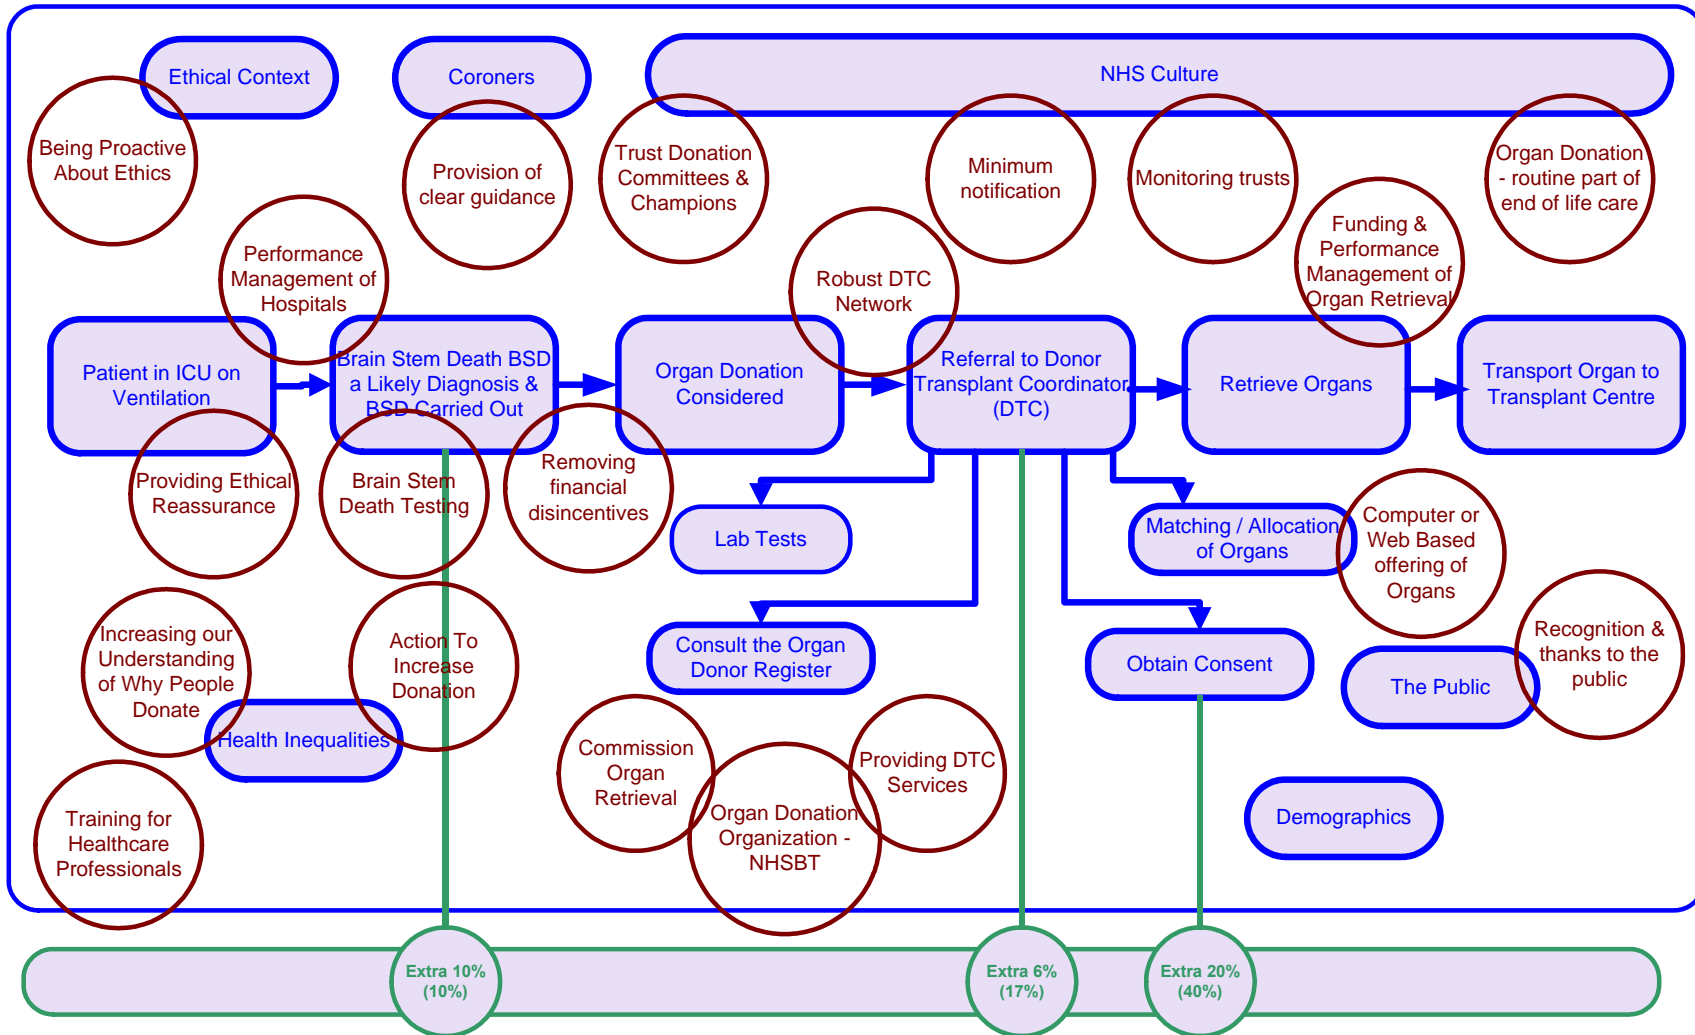 Ethical Context
Coroners
NHS Culture
Being Proactive
About Ethics
Provision of
clear guidance
Trust Donation
Committees &
Champions
Minimum
notification
Monitoring trusts
Organ Donation
- routine part of
end of life care
Performance
Management of
Hospitals
Robust DTC
Network
Funding &
Performance
Management of
Organ Retrieval
Patient in ICU on
Ventilation
Brain Stem Death BSD
a Likely Diagnosis &
BSD Carried Out
Organ Donation
Considered
Referral to Donor
Transplant Coordinator
(DTC)
Retrieve Organs
Transport Organ to
Transplant Centre
Providing Ethical
Reassurance
Brain Stem
Death Testing
Removing
financial
disincentives
Lab Tests
Matching / Allocation
of Organs
Computer or
Web Based
offering of
Organs
Increasing our
Understanding
of Why People
Donate
Action To
Increase
Donation
Consult the Organ
Donor Register
Obtain Consent
The Public
Recognition &
thanks to the
public
Health Inequalities
Commission
Organ
Retrieval
Organ Donation
Organization -
NHSBT
Providing DTC
Services
Demographics
Training for
Healthcare
Professionals
Extra 10%
(10%)
Extra 6%
(17%)
Extra 20%
(40%)